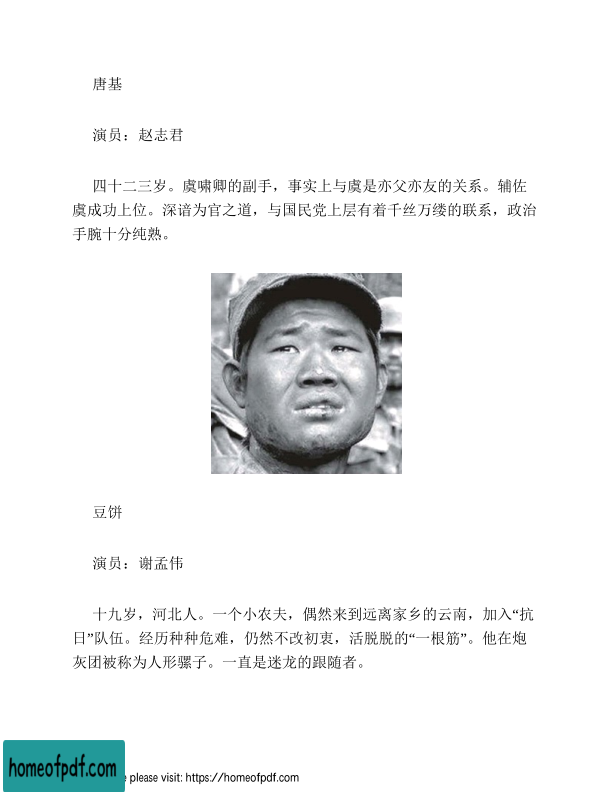 唐基
演员：赵志君
四十二三岁。虞啸卿的副手，事实上与虞是亦父亦友的关系。辅佐
虞成功上位。深谙为官之道，与国民党上层有着千丝万缕的联系，政治
手腕十分纯熟。
豆饼
演员：谢孟伟
十九岁，河北人。一个小农夫，偶然来到远离家乡的云南，加入“抗
日”队伍。经历种种危难，仍然不改初衷，活脱脱的“一根筋”。他在炮
灰团被称为人形骡子。一直是迷龙的跟随者。
homeofpdf.com
please visit: https://homeofpdf.com